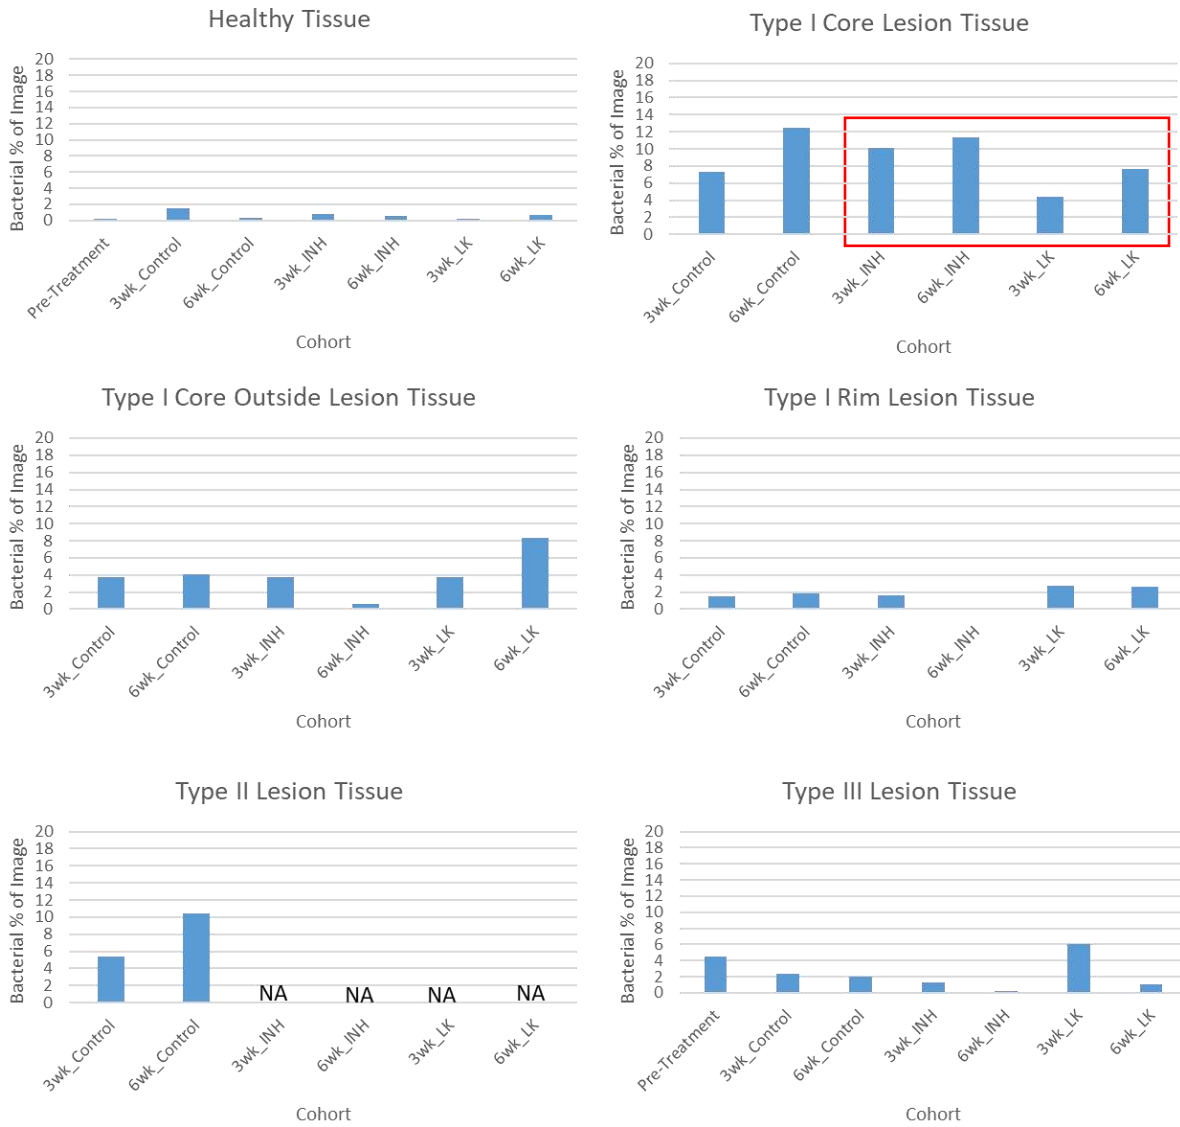 Healthy Tissue
Bacterial % of Image
20
18
16
14
12
10
8
6
4
2
0
Pre-Treatment
3wk_Control
6wk_Control
3wk_INH
6wk_INH
3wk_LK
6wk_LK
Cohort
Type I Core Lesion Tissue
Bacterial % of Image
20
18
16
14
12
10
8
6
4
2
0
3wk_Control
6wk_Control
3wk_INH
6wk_INH
3wk_LK
6wk_LK
Cohort
Type I Core Outside Lesion Tissue
Bacterial % of Image
20
18
16
14
12
10
8
6
4
2
0
3wk_Control
6wk_Control
3wk_INH
6wk_INH
3wk_LK
6wk_LK
Cohort
Type I Rim Lesion Tissue
Bacterial % of Image
20
18
16
14
12
10
8
6
4
2
0
3wk_Control
6wk_Control
3wk_INH
6wk_INH
3wk_LK
6wk_LK
Cohort
Type II Lesion Tissue
Bacterial % of Image
20
18
16
14
12
10
8
6
4
2
0
NA
NA
NA
NA
3wk_Control
6wk_Control
3wk_INH
6wk_INH
3wk_LK
6wk_LK
Cohort
Type III Lesion Tissue
Bacterial % of Image
20
18
16
14
12
10
8
6
4
2
0
Pre-Treatment
3wk_Control
6wk_Control
3wk_INH
6wk_INH
3wk_LK
6wk_LK
Cohort